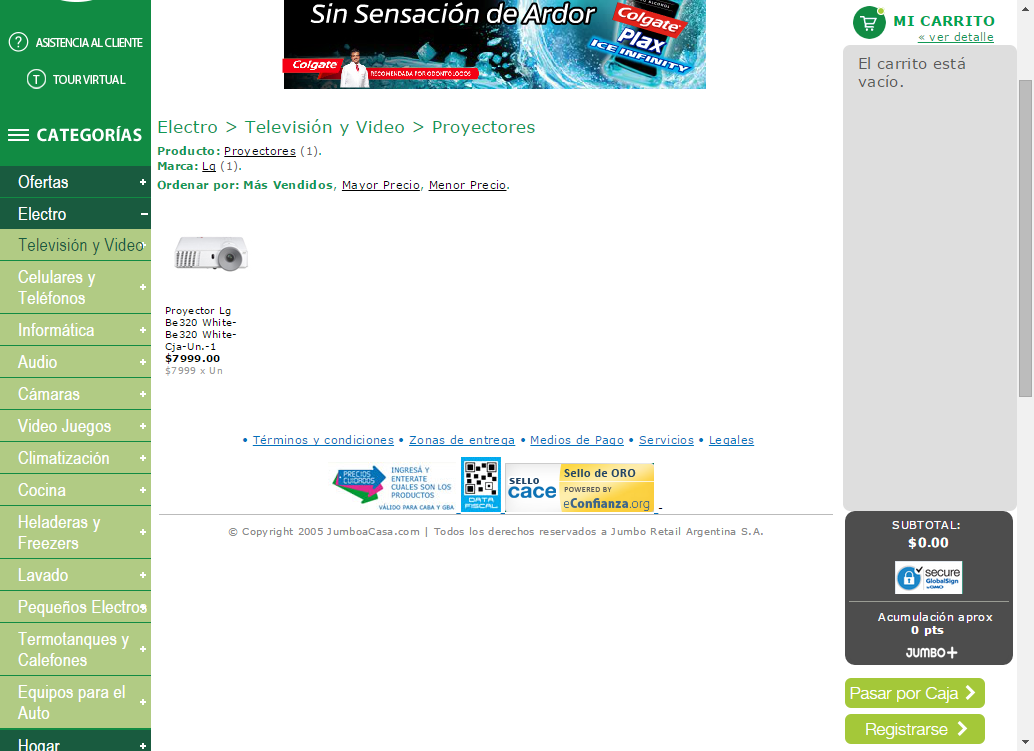 Sin Sensación de Ardor
Colgate
Plax
ICE INFINITY
Colgate
RECOMENDADA POR ODONTÓLOGOS
? ASISTENCIA AL CLIENTE
T TOUR VIRTUAL
CATEGORÍAS
Ofertas +
Electro –
Televisión y Video +
Celulares y
Teléfonos +
Informática +
Audio +
Cámaras +
Video Juegos +
Climatización +
Cocina +
Heladeras y
Freezers +
Lavado +
Pequeños Electros +
Termotanques y
Calefones +
Equipos para el
Auto +
Hogar +
Electro > Televisión y Video > Proyectores
Producto: Proyectores (1).
Marca: Lg (1).
Ordenar por: Más Vendidos, Mayor Precio, Menor Precio.
Proyector Lg
Be320 White-
Be320 White-
Cja-Un.-1
$7999.00
$7999 x Un
• Términos y condiciones • Zonas de entrega • Medios de Pago • Servicios • Legales
PRECIOS
CUIDADOS
INGRESÁ Y
ENTERATE
CUALES SON LOS
PRODUCTOS
VÁLIDO PARA CABA Y GBA
DATA
FISCAL
SELLO
cace
Sello de ORO
POWERED BY
eConfianza.org
© Copyright 2005 JumboaCasa.com | Todos los derechos reservados a Jumbo Retail Argentina S.A.
MI CARRITO
« ver detalle
El carrito está
vacío.
SUBTOTAL:
$0.00
secure
GlobalSign
by GMO
Acumulación aprox
0 pts
JUMBO+
Pasar por Caja
Registrarse